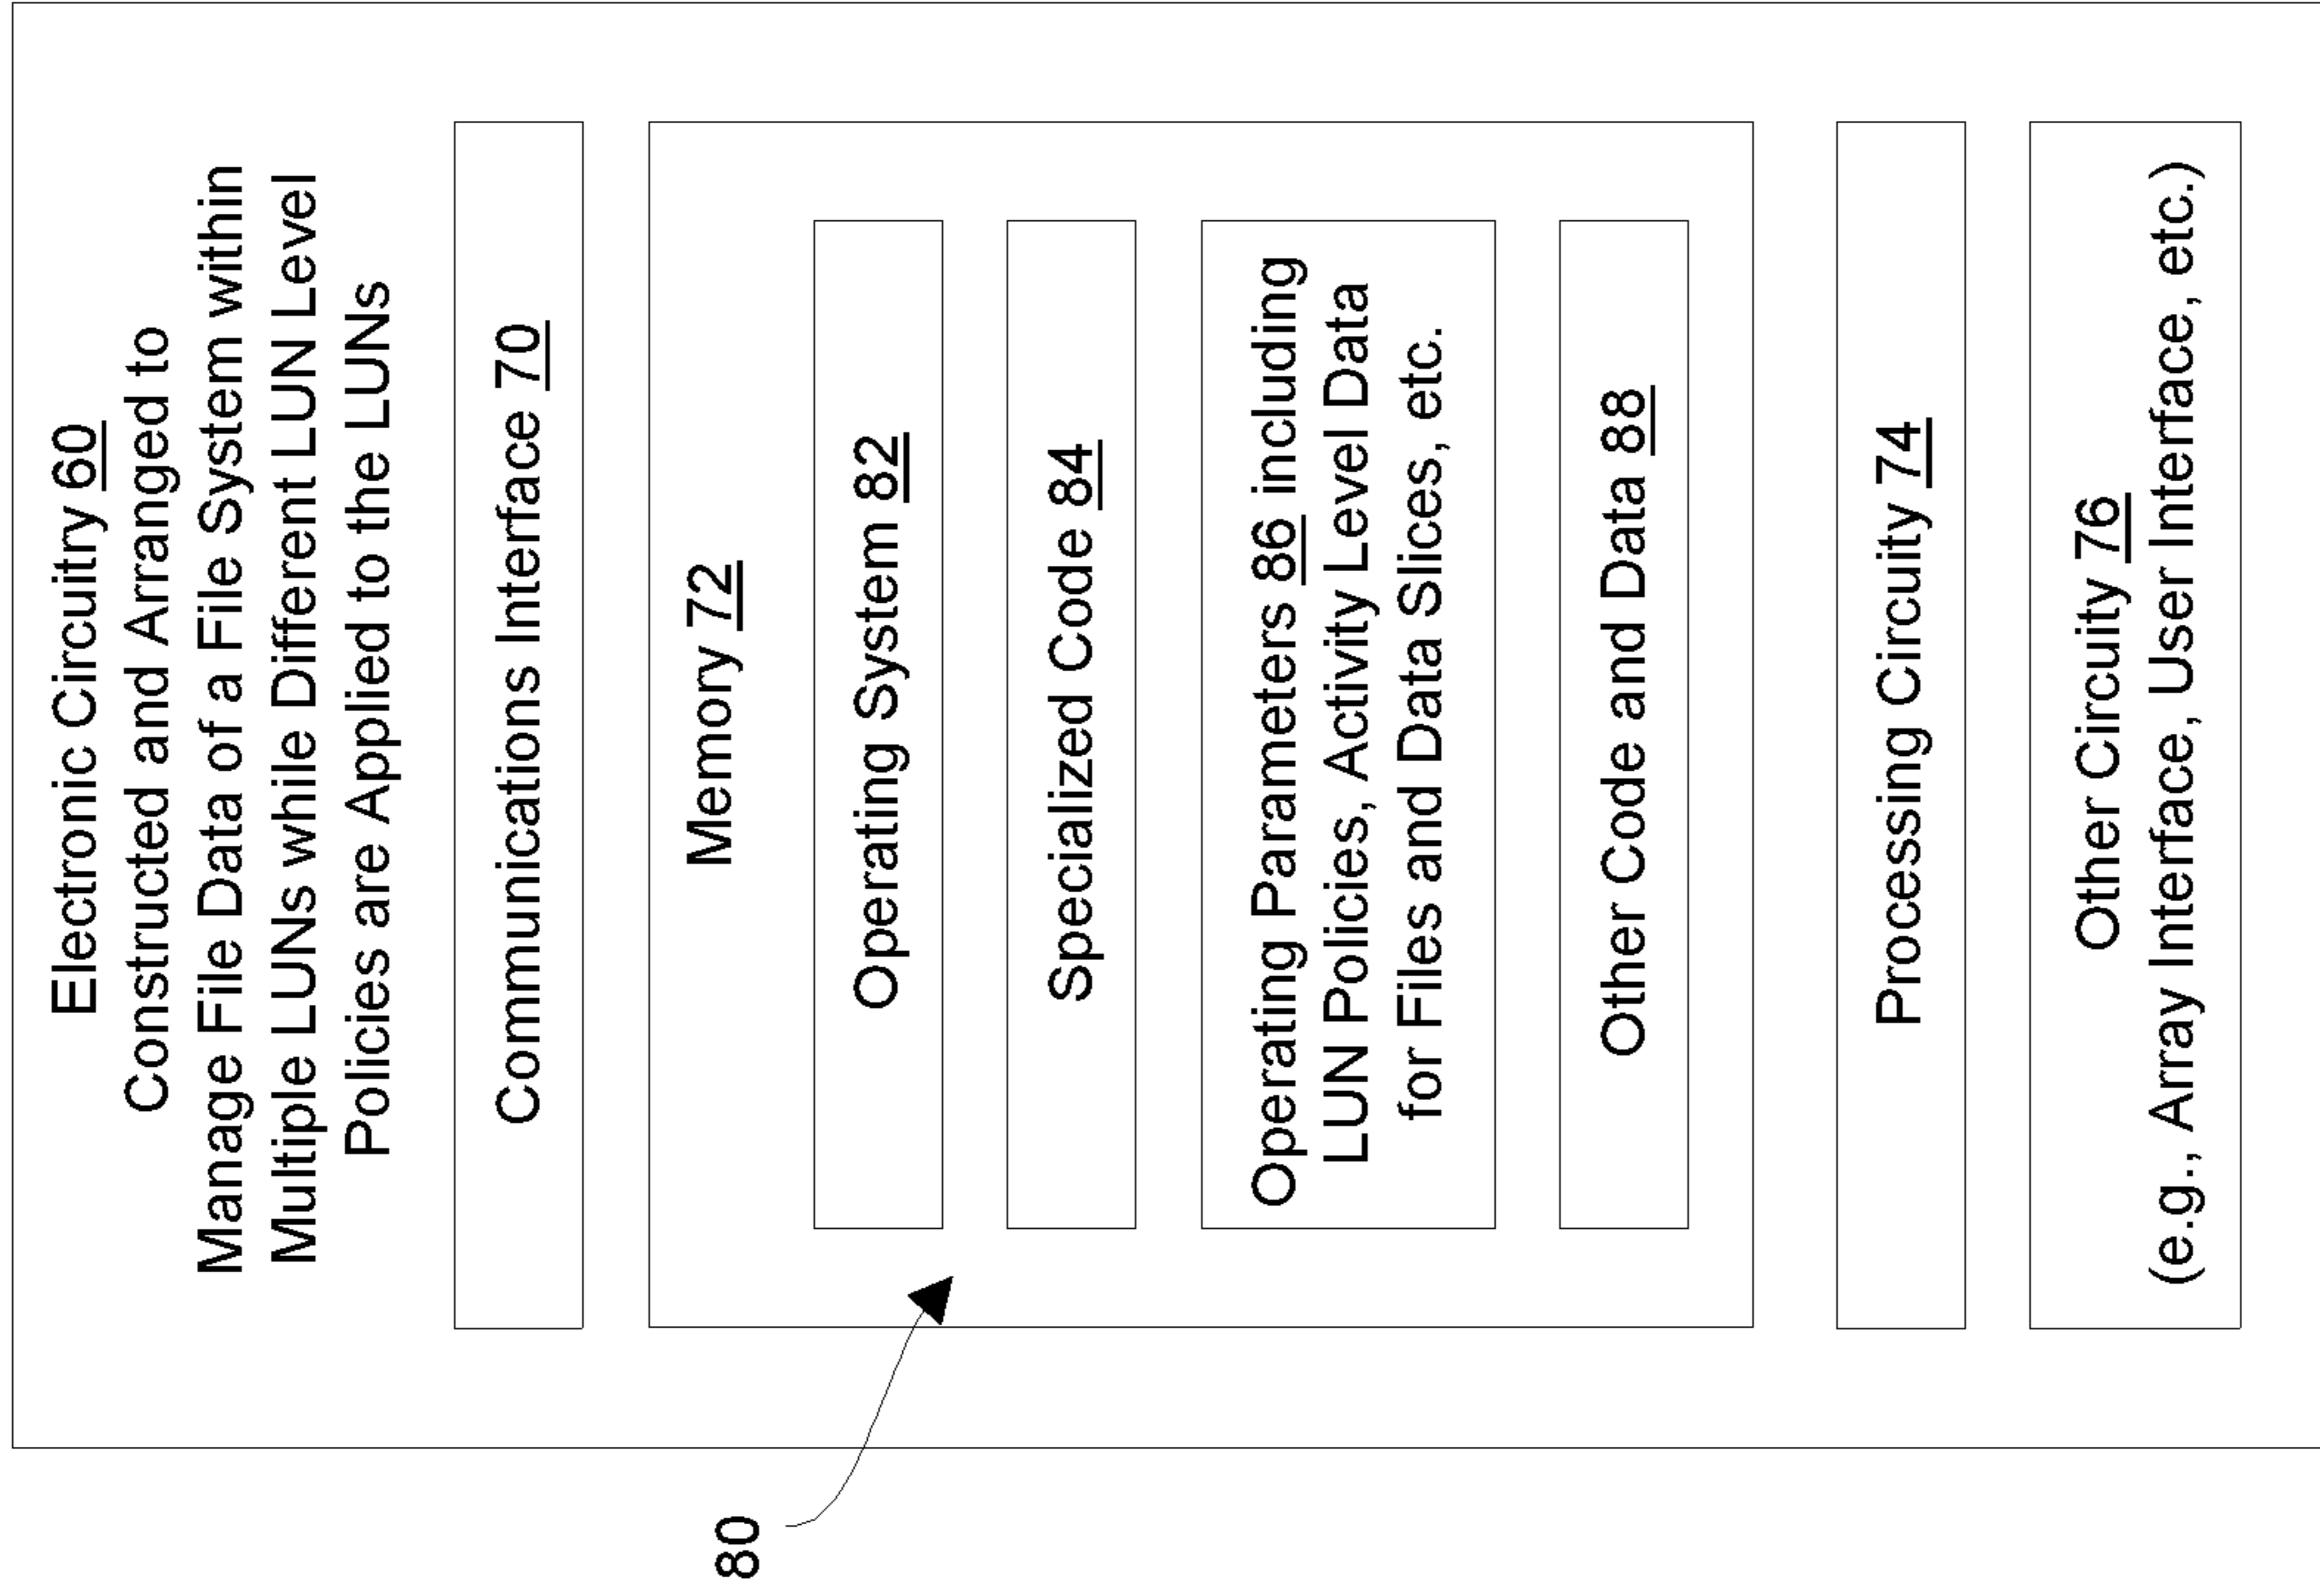 Electronic Circuitry 60
Constructed and Arranged to
Manage File Data of a File System within
Multiple LUNs while Different LUN Level
Policies are Applied to the LUNs
Communications Interface 70
Memory 72
80
Operating System 82
Specialized Code 84
Operating Parameters 86 including
LUN Policies, Activity Level Data
for Files and Data Slices, etc.
Other Code and Data 88
Processing Circuity 74
Other Circuity 76
(e.g., Array Interface, User Interface, etc.)